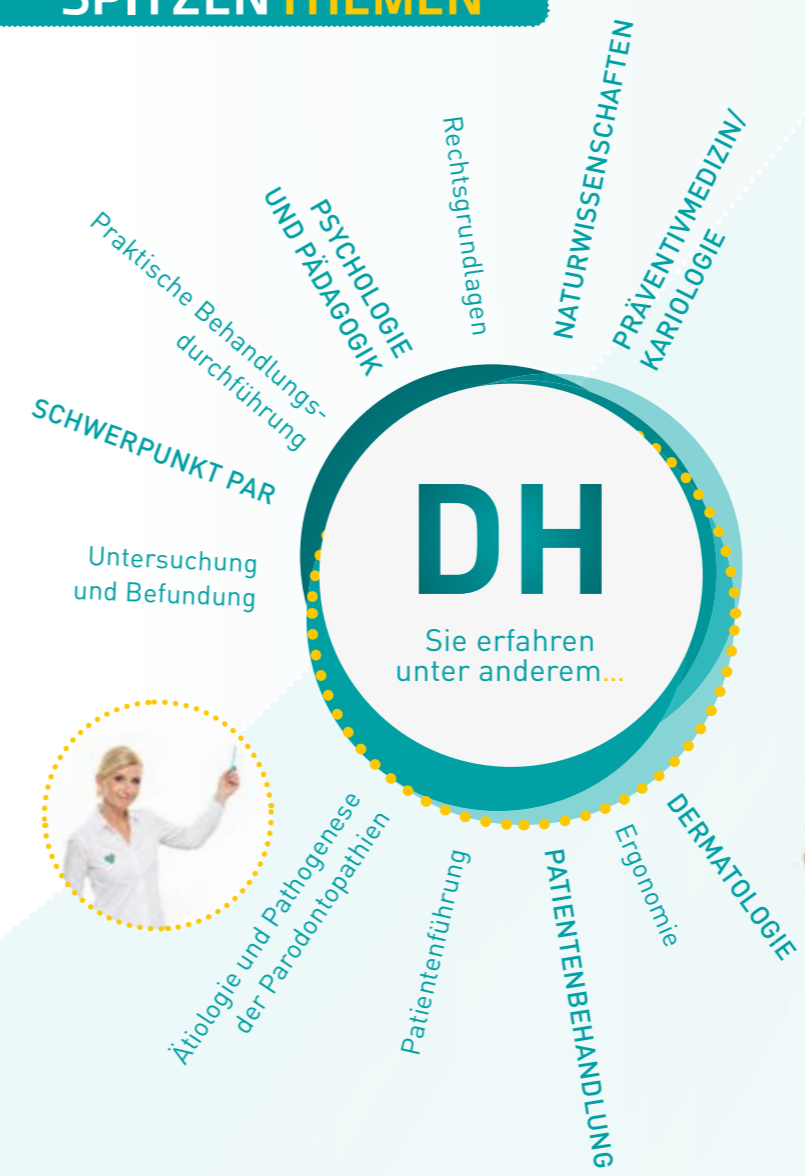 SPITZENTHEMEN
NATURWISSENSCHAFTEN
PRÄVENTIVMEDIZIN/
KARIOLOGIE
Rechtsgrundlagen
PSYCHOLOGIE
UND PÄDAGOGIK
Praktische Behandlungs-
durchführung
SCHWERPUNKT PAR
Untersuchung
und Befundung
DH
Sie erfahren
unter anderem...
Ätiologie und Pathogenese
der Parodontopathien
Patientenführung
PATIENTENBEHANDLUNG
Ergonomie
DERMATOLOGIE